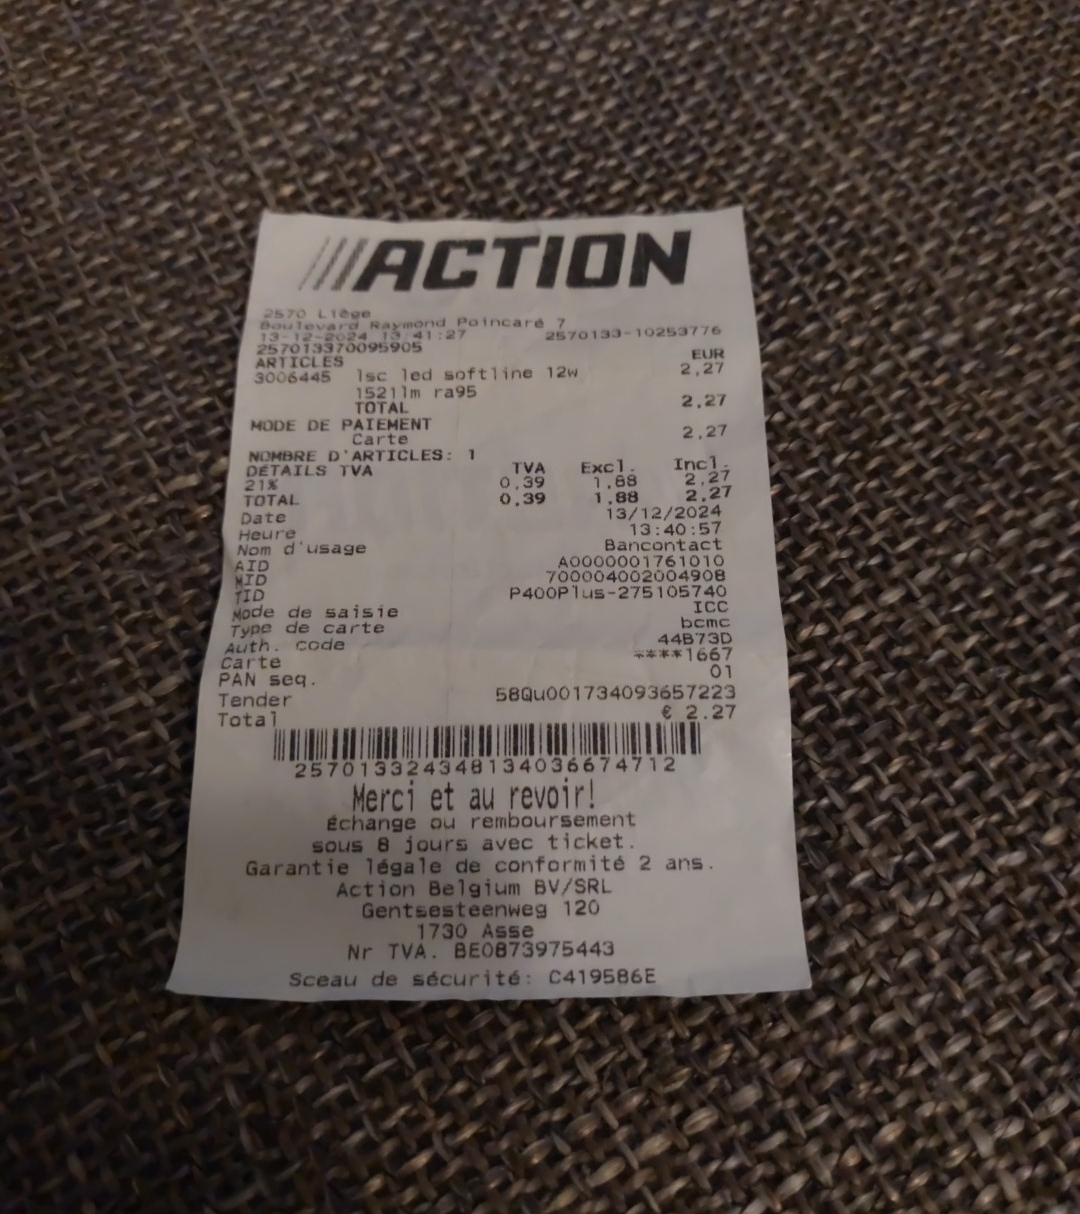 ///ACTION
2570 Liège
Boulevard Raymond Poincaré 7
13-12-2024 13:41:27 2570133-10253776
257013370095905
ARTICLES EUR
3006445 lsc led softline 12w 2,27
1521lm ra95
TOTAL 2,27
MODE DE PAIEMENT
Carte 2,27
NOMBRE D'ARTICLES: 1
DÉTAILS TVA TVA Excl. Incl.
21% 0,39 1,88 2,27
TOTAL 0,39 1,88 2,27
Date 13/12/2024
Heure 13:40:57
Nom d'usage Bancontact
AID A0000001761010
MID 700004002004908
TID P400Plus-275105740
Mode de saisie ICC
Type de carte bcmc
Auth. code 44B73D
Carte ****1667
PAN seq. 01
Tender 58Qu001734093657223
Total € 2.27
2570133243481340366747​12
Merci et au revoir!
Échange ou remboursement
sous 8 jours avec ticket.
Garantie légale de conformité 2 ans.
Action Belgium BV/SRL
Gentsesteenweg 120
1730 Asse
Nr TVA. BE0873975443
Sceau de sécurité: C419586E